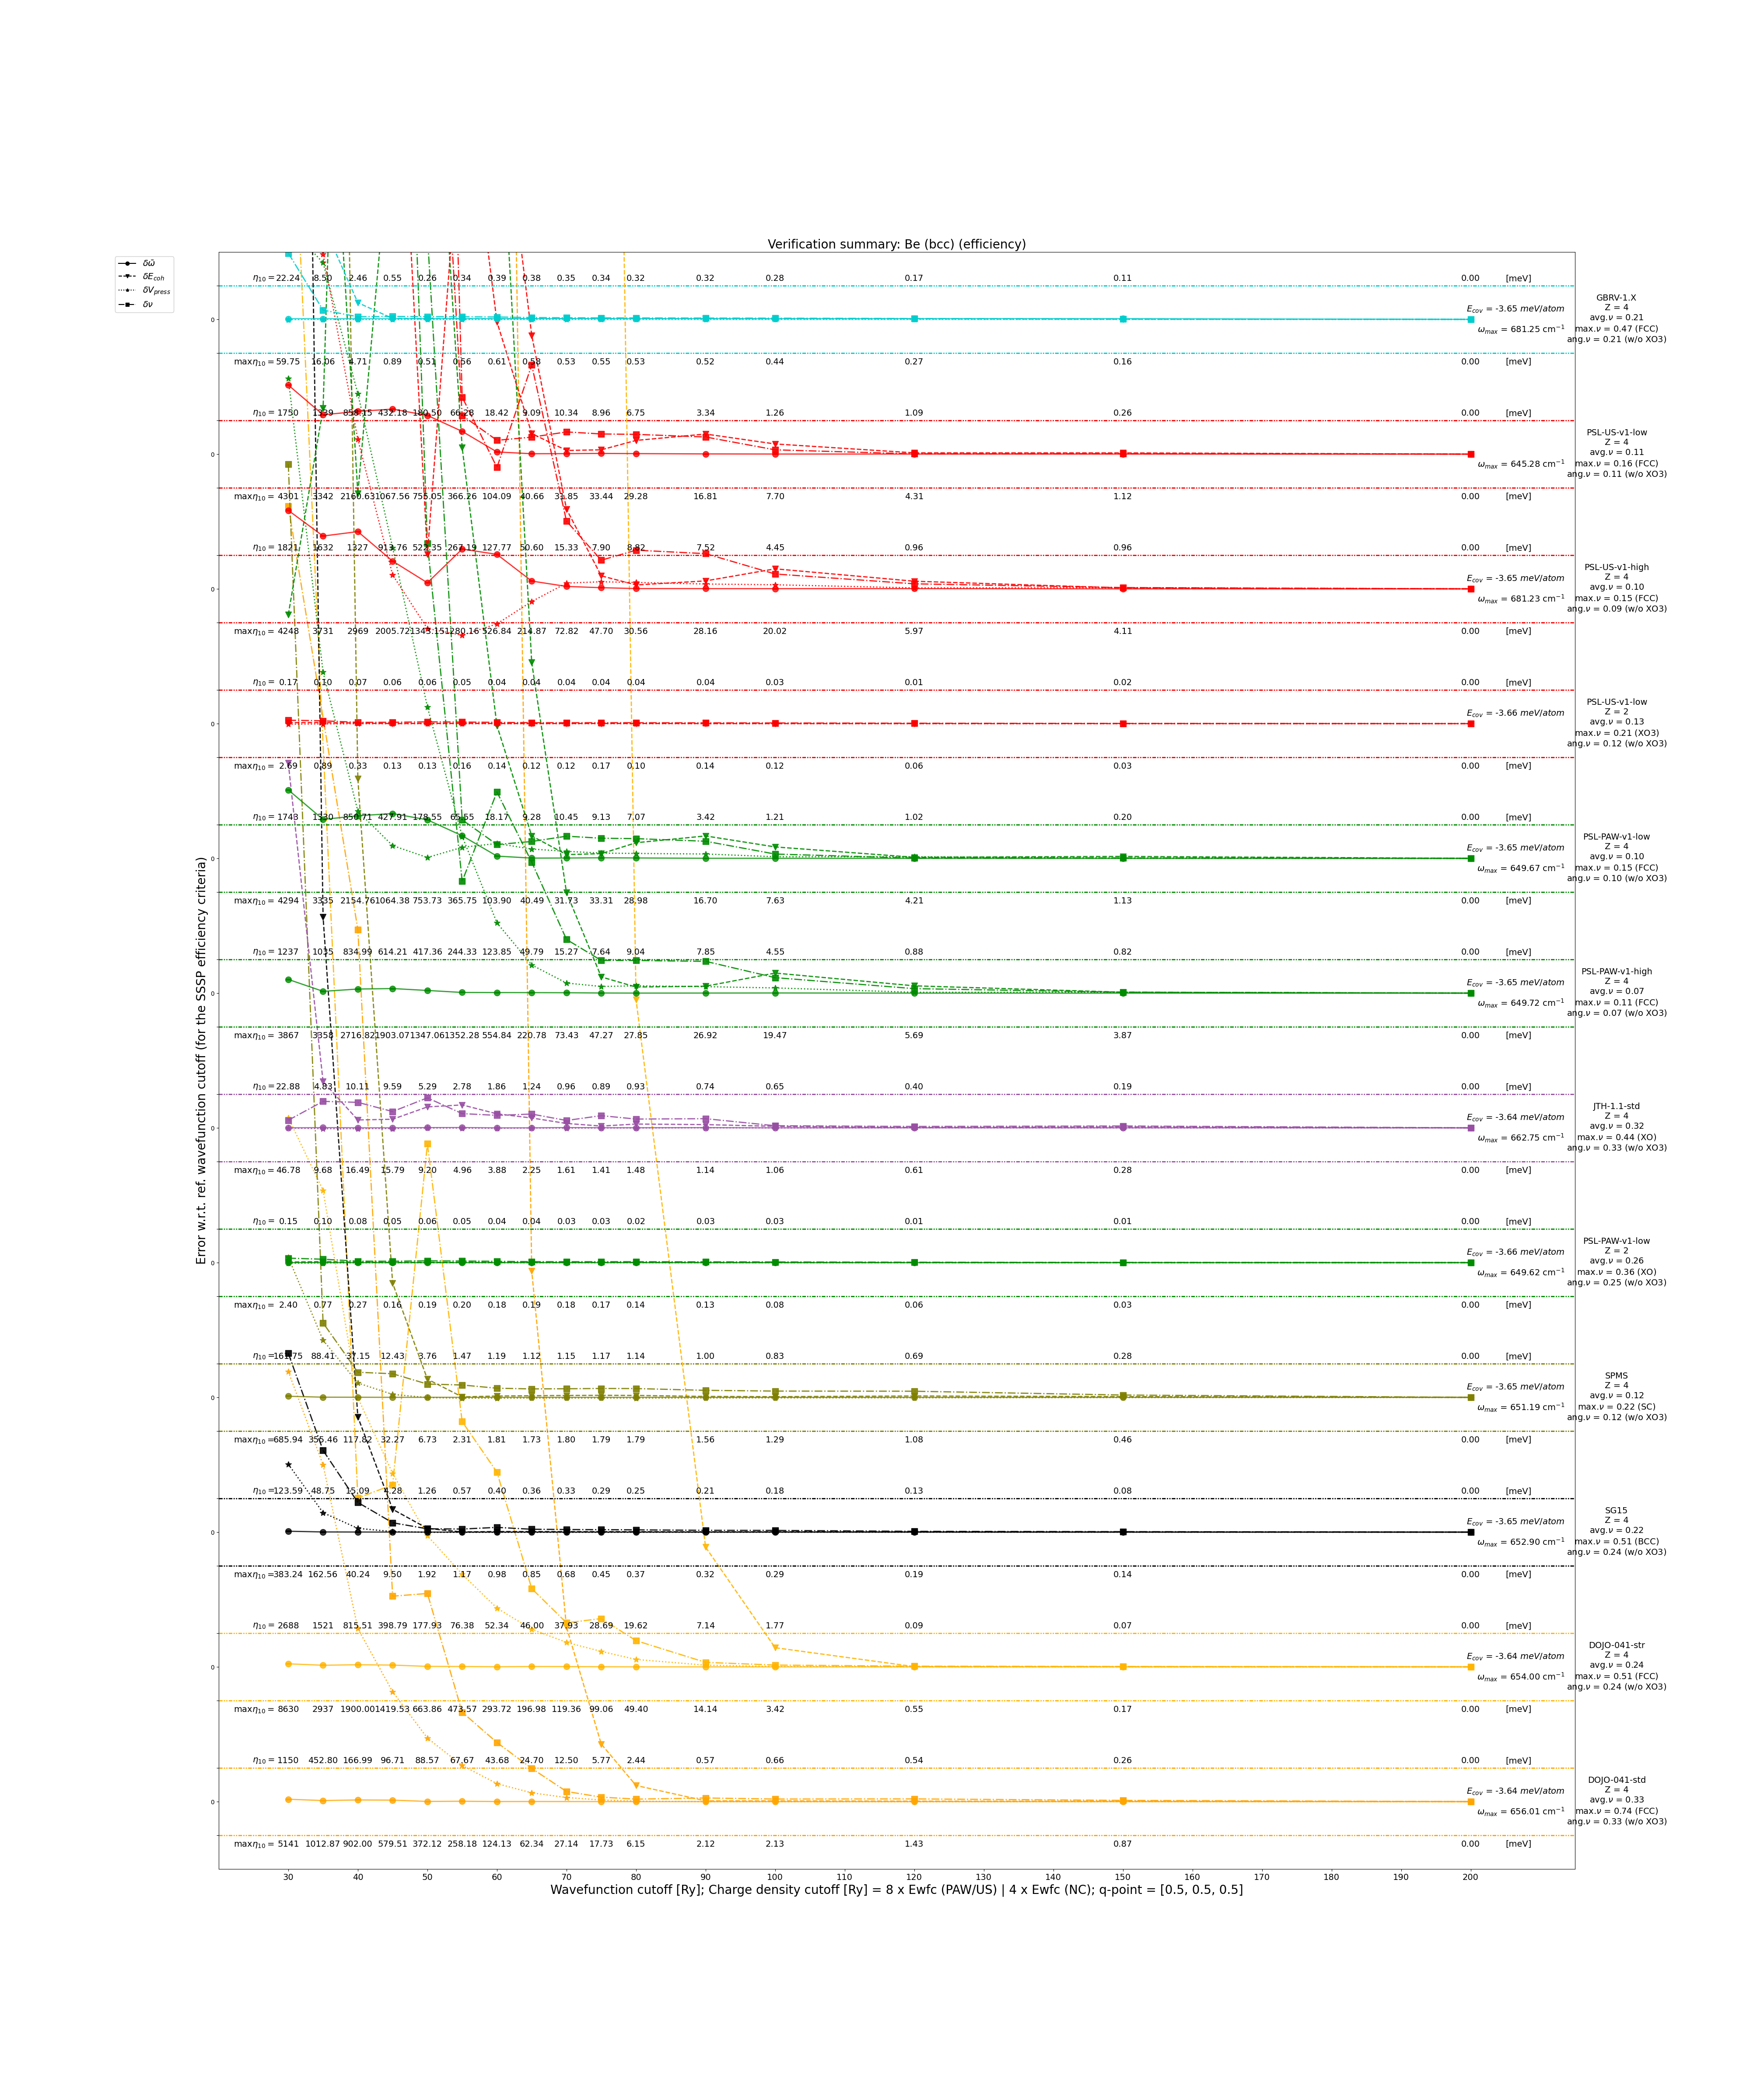 Verification summary: Be (bcc) (efficiency)
δω̄
δE_coh
δV_press
δν
Error w.r.t. ref. wavefunction cutoff (for the SSSP efficiency criteria)
η₁₀ = 22.24 8.50 2.46 0.55 0.26 0.34 0.39 0.38 0.35 0.34 0.32 0.32 0.28 0.17 0.11 0.00 [meV]
0
E_cov = -3.65 meV/atom
ω_max = 681.25 cm⁻¹
GBRV-1.X
Z = 4
avg.ν = 0.21
max.ν = 0.47 (FCC)
ang.ν = 0.21 (w/o XO3)
maxη₁₀ = 59.75 16.06 4.71 0.89 0.51 0.56 0.61 0.58 0.53 0.55 0.53 0.52 0.44 0.27 0.16 0.00 [meV]
η₁₀ = 1750 1339 432.18 180.50 66.28 18.42 9.09 10.34 8.96 6.75 3.34 1.26 1.09 0.26 0.00 [meV]
0
ω_max = 645.28 cm⁻¹
PSL-US-v1-low
Z = 4
avg.ν = 0.11
max.ν = 0.16 (FCC)
ang.ν = 0.11 (w/o XO3)
maxη₁₀ = 4301 3342 2160.63 1067.56 755.05 366.26 104.09 40.66 33.44 29.28 16.81 7.70 4.31 1.12 0.00 [meV]
η₁₀ = 1821 1632 1327 913.76 267.19 127.77 50.60 15.33 7.90 8.82 7.52 4.45 0.96 0.96 0.00 [meV]
0
E_cov = -3.65 meV/atom
ω_max = 681.23 cm⁻¹
PSL-US-v1-high
Z = 4
avg.ν = 0.10
max.ν = 0.15 (FCC)
ang.ν = 0.09 (w/o XO3)
maxη₁₀ = 4248 3731 2969 2005.72 1343.15 1280.16 526.84 214.87 72.82 47.70 30.56 28.16 20.02 5.97 4.11 0.00 [meV]
η₁₀ = 0.17 0.10 0.07 0.06 0.06 0.05 0.04 0.04 0.04 0.04 0.04 0.04 0.03 0.01 0.02 0.00 [meV]
0
E_cov = -3.66 meV/atom
PSL-US-v1-low
Z = 2
avg.ν = 0.13
max.ν = 0.21 (XO3)
ang.ν = 0.12 (w/o XO3)
maxη₁₀ = 2.69 0.89 0.33 0.13 0.13 0.16 0.14 0.12 0.12 0.17 0.10 0.14 0.12 0.06 0.03 0.00 [meV]
η₁₀ = 1743 1330 850.71 427.91 178.55 65.55 18.17 9.28 10.45 9.13 7.07 3.42 1.21 1.02 0.20 0.00 [meV]
0
E_cov = -3.65 meV/atom
ω_max = 649.67 cm⁻¹
PSL-PAW-v1-low
Z = 4
avg.ν = 0.10
max.ν = 0.15 (FCC)
ang.ν = 0.10 (w/o XO3)
maxη₁₀ = 4294 3335 2154.76 1064.38 753.73 365.75 103.90 40.49 31.73 33.31 28.98 16.70 7.63 4.21 1.13 0.00 [meV]
η₁₀ = 1237 1035 834.99 614.21 417.36 244.33 123.85 49.79 15.27 7.64 9.04 7.85 4.55 0.88 0.82 0.00 [meV]
0
E_cov = -3.65 meV/atom
ω_max = 649.72 cm⁻¹
PSL-PAW-v1-high
Z = 4
avg.ν = 0.07
max.ν = 0.11 (FCC)
ang.ν = 0.07 (w/o XO3)
maxη₁₀ = 3867 3358 2716.82 1903.07 1347.06 1352.28 554.84 220.78 73.43 47.27 27.85 26.92 19.47 5.69 3.87 0.00 [meV]
η₁₀ = 22.88 4.83 10.11 9.59 5.29 2.78 1.86 1.24 0.96 0.89 0.93 0.74 0.65 0.40 0.19 0.00 [meV]
0
E_cov = -3.64 meV/atom
ω_max = 662.75 cm⁻¹
JTH-1.1-std
Z = 4
avg.ν = 0.32
max.ν = 0.44 (XO)
ang.ν = 0.33 (w/o XO3)
maxη₁₀ = 46.78 9.68 16.49 15.79 9.20 4.96 3.88 2.25 1.61 1.41 1.48 1.14 1.06 0.61 0.28 0.00 [meV]
η₁₀ = 0.15 0.10 0.08 0.05 0.06 0.05 0.04 0.04 0.03 0.03 0.02 0.03 0.03 0.01 0.01 0.00 [meV]
0
E_cov = -3.66 meV/atom
ω_max = 649.62 cm⁻¹
PSL-PAW-v1-low
Z = 2
avg.ν = 0.26
max.ν = 0.36 (XO)
ang.ν = 0.25 (w/o XO3)
maxη₁₀ = 2.40 0.77 0.27 0.16 0.19 0.20 0.18 0.19 0.18 0.17 0.14 0.13 0.08 0.06 0.03 0.00 [meV]
η₁₀ = 88.41 37.15 12.43 3.76 1.47 1.19 1.12 1.15 1.17 1.14 1.00 0.83 0.69 0.28 0.00 [meV]
0
E_cov = -3.65 meV/atom
ω_max = 651.19 cm⁻¹
SPMS
Z = 4
avg.ν = 0.12
max.ν = 0.22 (SC)
ang.ν = 0.12 (w/o XO3)
maxη₁₀ = 685.94 355.46 117.82 32.27 6.73 2.31 1.81 1.73 1.80 1.79 1.79 1.56 1.29 1.08 0.46 0.00 [meV]
η₁₀ = 123.59 48.75 15.09 4.28 1.26 0.57 0.40 0.36 0.33 0.29 0.25 0.21 0.18 0.13 0.08 0.00 [meV]
0
E_cov = -3.65 meV/atom
ω_max = 652.90 cm⁻¹
SG15
Z = 4
avg.ν = 0.22
max.ν = 0.51 (BCC)
ang.ν = 0.24 (w/o XO3)
maxη₁₀ = 383.24 162.56 40.24 9.50 1.92 1.17 0.98 0.85 0.68 0.45 0.37 0.32 0.29 0.19 0.14 0.00 [meV]
η₁₀ = 2688 1521 815.51 398.79 177.93 76.38 52.34 46.00 37.93 28.69 19.62 7.14 1.77 0.09 0.07 0.00 [meV]
0
E_cov = -3.64 meV/atom
ω_max = 654.00 cm⁻¹
DOJO-041-str
Z = 4
avg.ν = 0.24
max.ν = 0.51 (FCC)
ang.ν = 0.24 (w/o XO3)
maxη₁₀ = 8630 2937 1900.00 1419.53 663.86 473.57 293.72 196.98 119.36 99.06 49.40 14.14 3.42 0.55 0.17 0.00 [meV]
η₁₀ = 1150 452.80 166.99 96.71 88.57 67.67 43.68 24.70 12.50 5.77 2.44 0.57 0.66 0.54 0.26 0.00 [meV]
0
E_cov = -3.64 meV/atom
ω_max = 656.01 cm⁻¹
DOJO-041-std
Z = 4
avg.ν = 0.33
max.ν = 0.74 (FCC)
ang.ν = 0.33 (w/o XO3)
maxη₁₀ = 5141 1012.87 902.00 579.51 372.12 258.18 124.13 62.34 27.14 17.73 6.15 2.12 2.13 1.43 0.87 0.00 [meV]
30 40 50 60 70 80 90 100 110 120 130 140 150 160 170 180 190 200
Wavefunction cutoff [Ry]; Charge density cutoff [Ry] = 8 x Ewfc (PAW/US) | 4 x Ewfc (NC); q-point = [0.5, 0.5, 0.5]